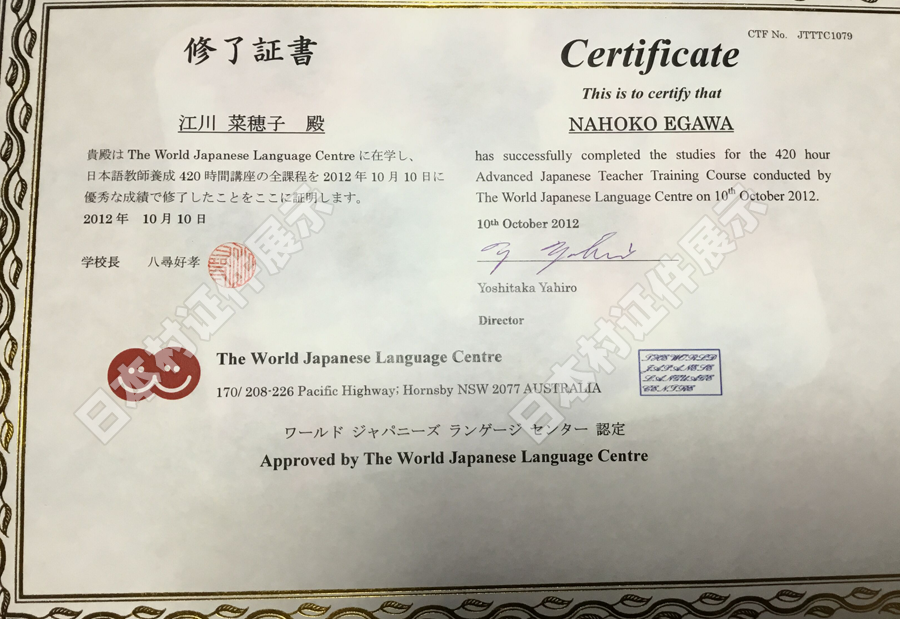 CTF No. JTTTC1079
修了証書
江川 菜穂子 殿
貴殿は The World Japanese Language Centre に在学し、
日本語教師養成 420 時間講座の全課程を 2012 年 10 月 10 日に
優秀な成績で修了したことをここに証明します。
2012 年 10 月 10 日
学校長 八尋好孝
Certificate
This is to certify that
NAHOKO EGAWA
has successfully completed the studies for the 420 hour
Advanced Japanese Teacher Training Course conducted by
The World Japanese Language Centre on 10th October 2012.
10th October 2012
Yoshitaka Yahiro
Director
The World Japanese Language Centre
170/ 208-226 Pacific Highway; Hornsby NSW 2077 AUSTRALIA
THE WORLD
JAPANESE
LANGUAGE
CENTRE
ワールド ジャパニーズ ランゲージ センター 認定
Approved by The World Japanese Language Centre
日本村证件展示
日本村证件展示